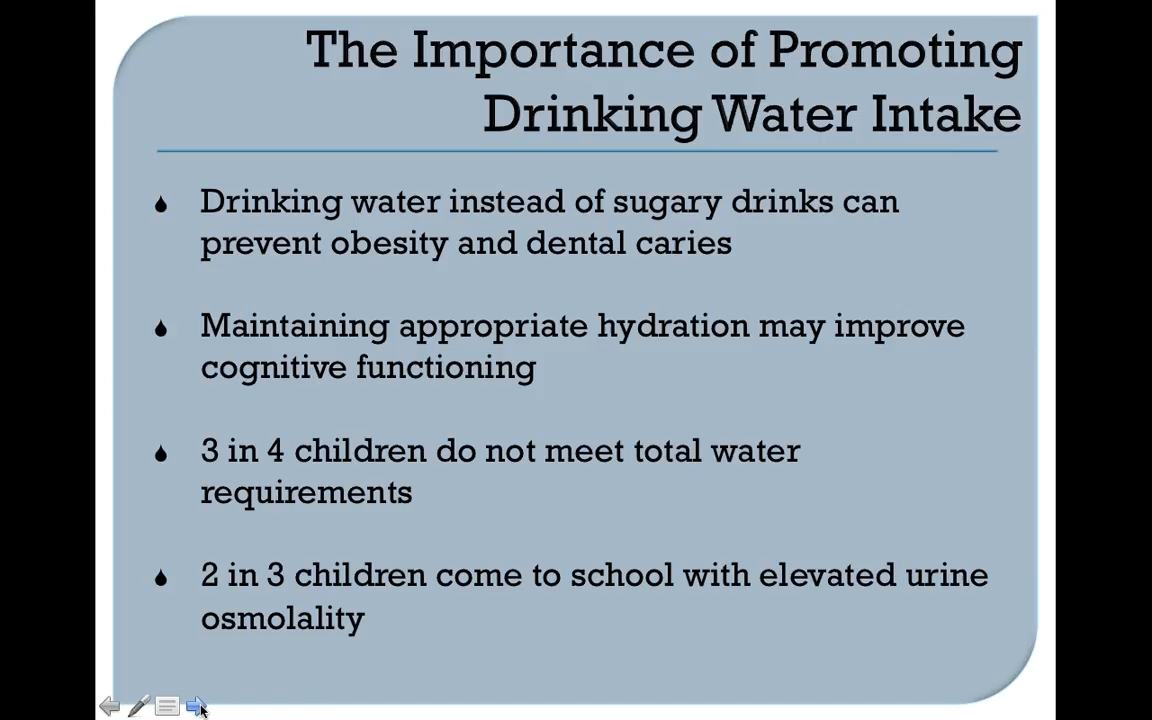 The Importance of Promoting
Drinking Water Intake
Drinking water instead of sugary drinks can
prevent obesity and dental caries
Maintaining appropriate hydration may improve
cognitive functioning
3 in 4 children do not meet total water
requirements
2 in 3 children come to school with elevated urine
osmolality